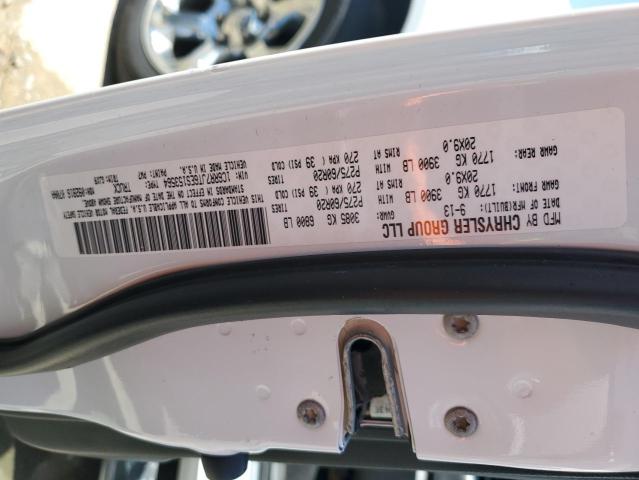 MFD BY CHRYSLER GROUP LLC
DATE OF MFR(BUILT): 9-13
GVWR: 3085 KG 6800 LB
GAWR FRONT: 1770 KG 3900 LB WITH P275/60R20 TIRES
20X9.0 RIMS AT 270 KPA ( 39 PSI) COLD
GAWR REAR: 1770 KG 3900 LB WITH P275/60R20 TIRES
20X9.0 RIMS AT 270 KPA ( 39 PSI) COLD
THIS VEHICLE CONFORMS TO ALL APPLICABLE U.S.A. FEDERAL MOTOR VEHICLE SAFETY
STANDARDS IN EFFECT ON THE DATE OF MANUFACTURE SHOWN ABOVE.
VIN: TYPE: TRUCK
VEHICLE MADE IN U.S.A. PAINT: PW7 TRIM: